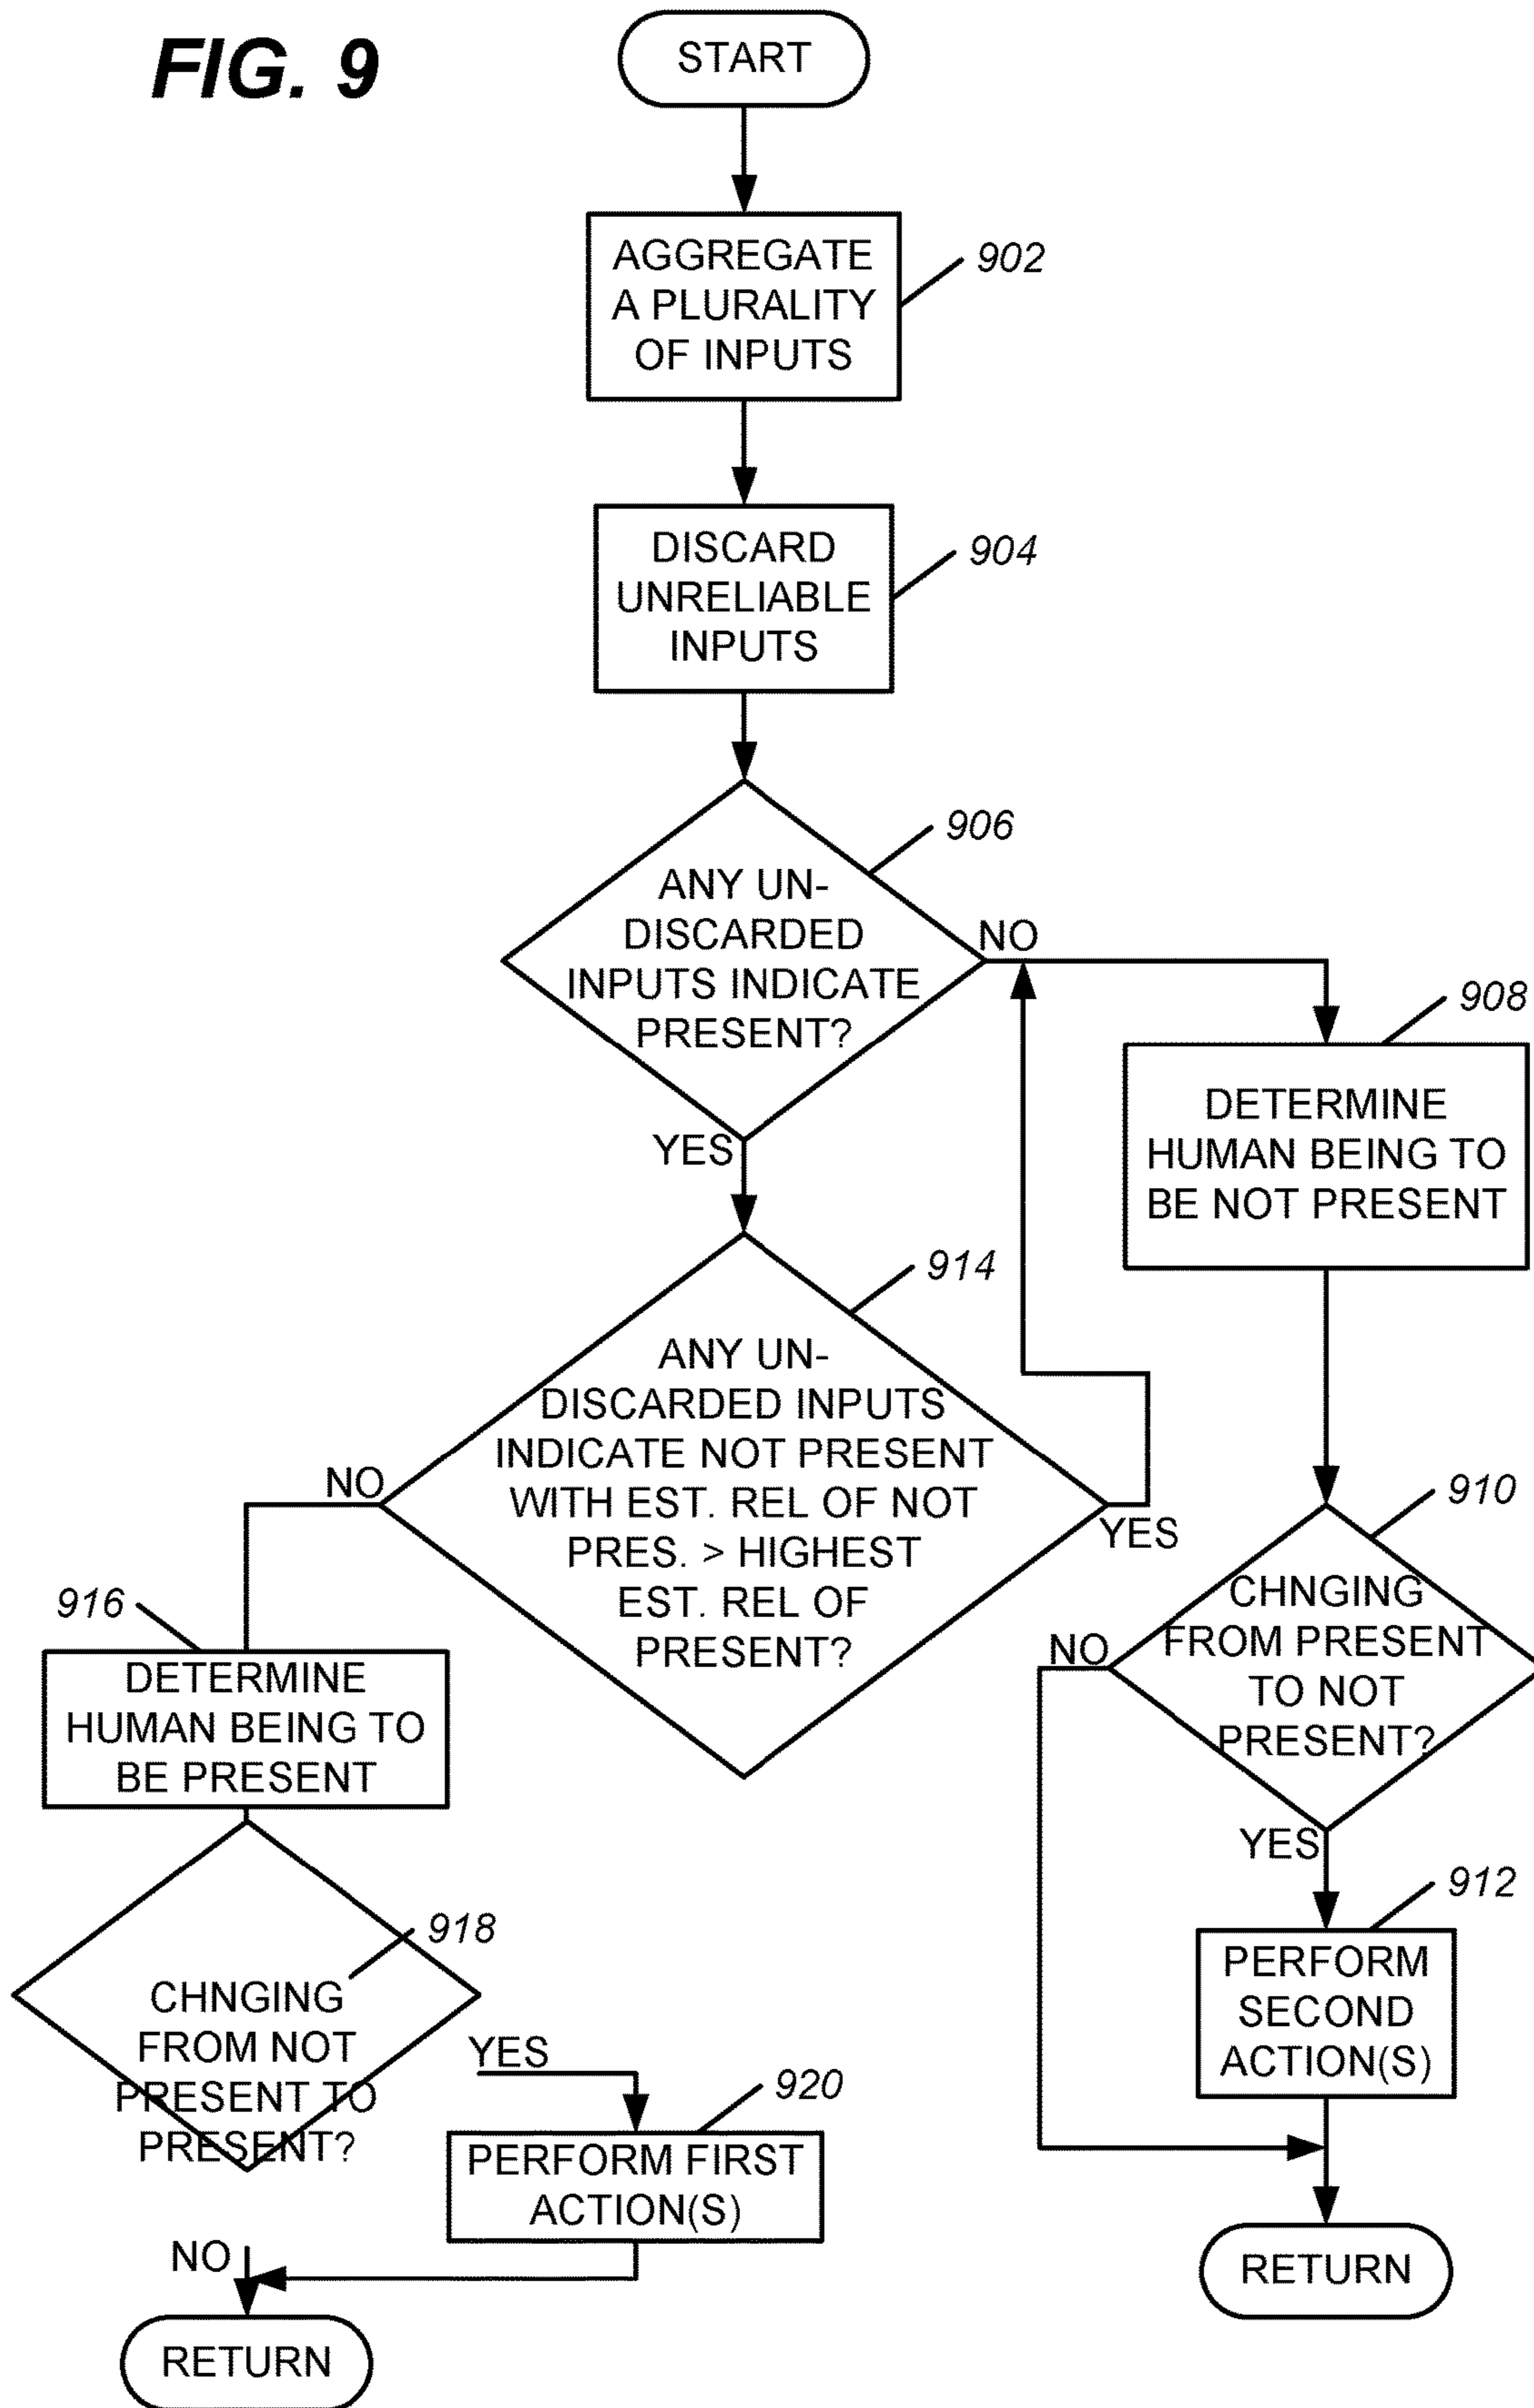 FIG. 9
START
AGGREGATE
A PLURALITY
OF INPUTS
902
DISCARD
UNRELIABLE
INPUTS
904
906
ANY UN-
DISCARDED
INPUTS INDICATE
PRESENT?
NO
YES
908
DETERMINE
HUMAN BEING TO
BE NOT PRESENT
914
ANY UN-
DISCARDED INPUTS
INDICATE NOT PRESENT
WITH EST. REL OF NOT
PRES. > HIGHEST
EST. REL OF
PRESENT?
NO
YES
910
CHNGING
FROM PRESENT
TO NOT
PRESENT?
NO
YES
916
DETERMINE
HUMAN BEING TO
BE PRESENT
912
PERFORM
SECOND
ACTION(S)
918
CHNGING
FROM NOT
PRESENT TO
PRESENT?
YES
920
PERFORM FIRST
ACTION(S)
NO
RETURN
RETURN